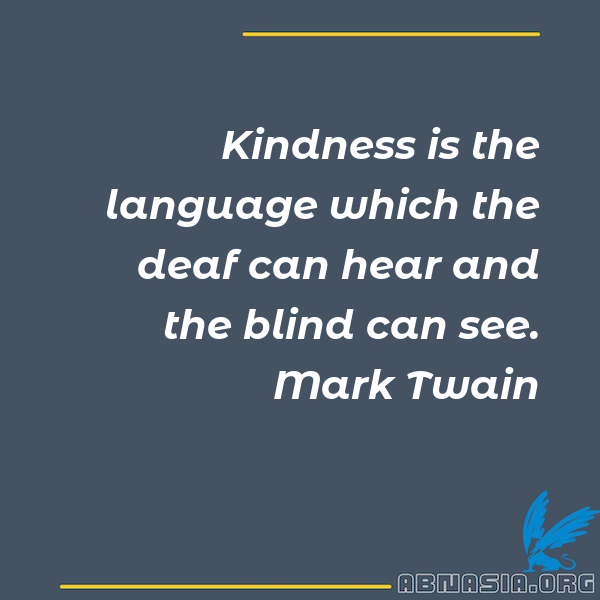 Kindness is the
language which the
deaf can hear and
the blind can see.
Mark Twain
ABNASIA.ORG